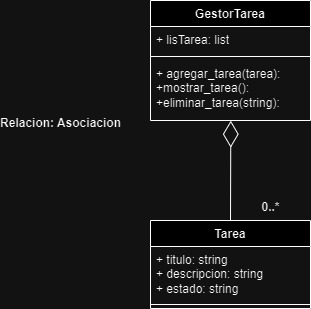 GestorTarea
+ lisTarea: list
+ agregar_tarea(tarea):
+mostrar_tarea():
+eliminar_tarea(string):
Relacion: Asociacion
0..*
Tarea
+ titulo: string
+ descripcion: string
+ estado: string